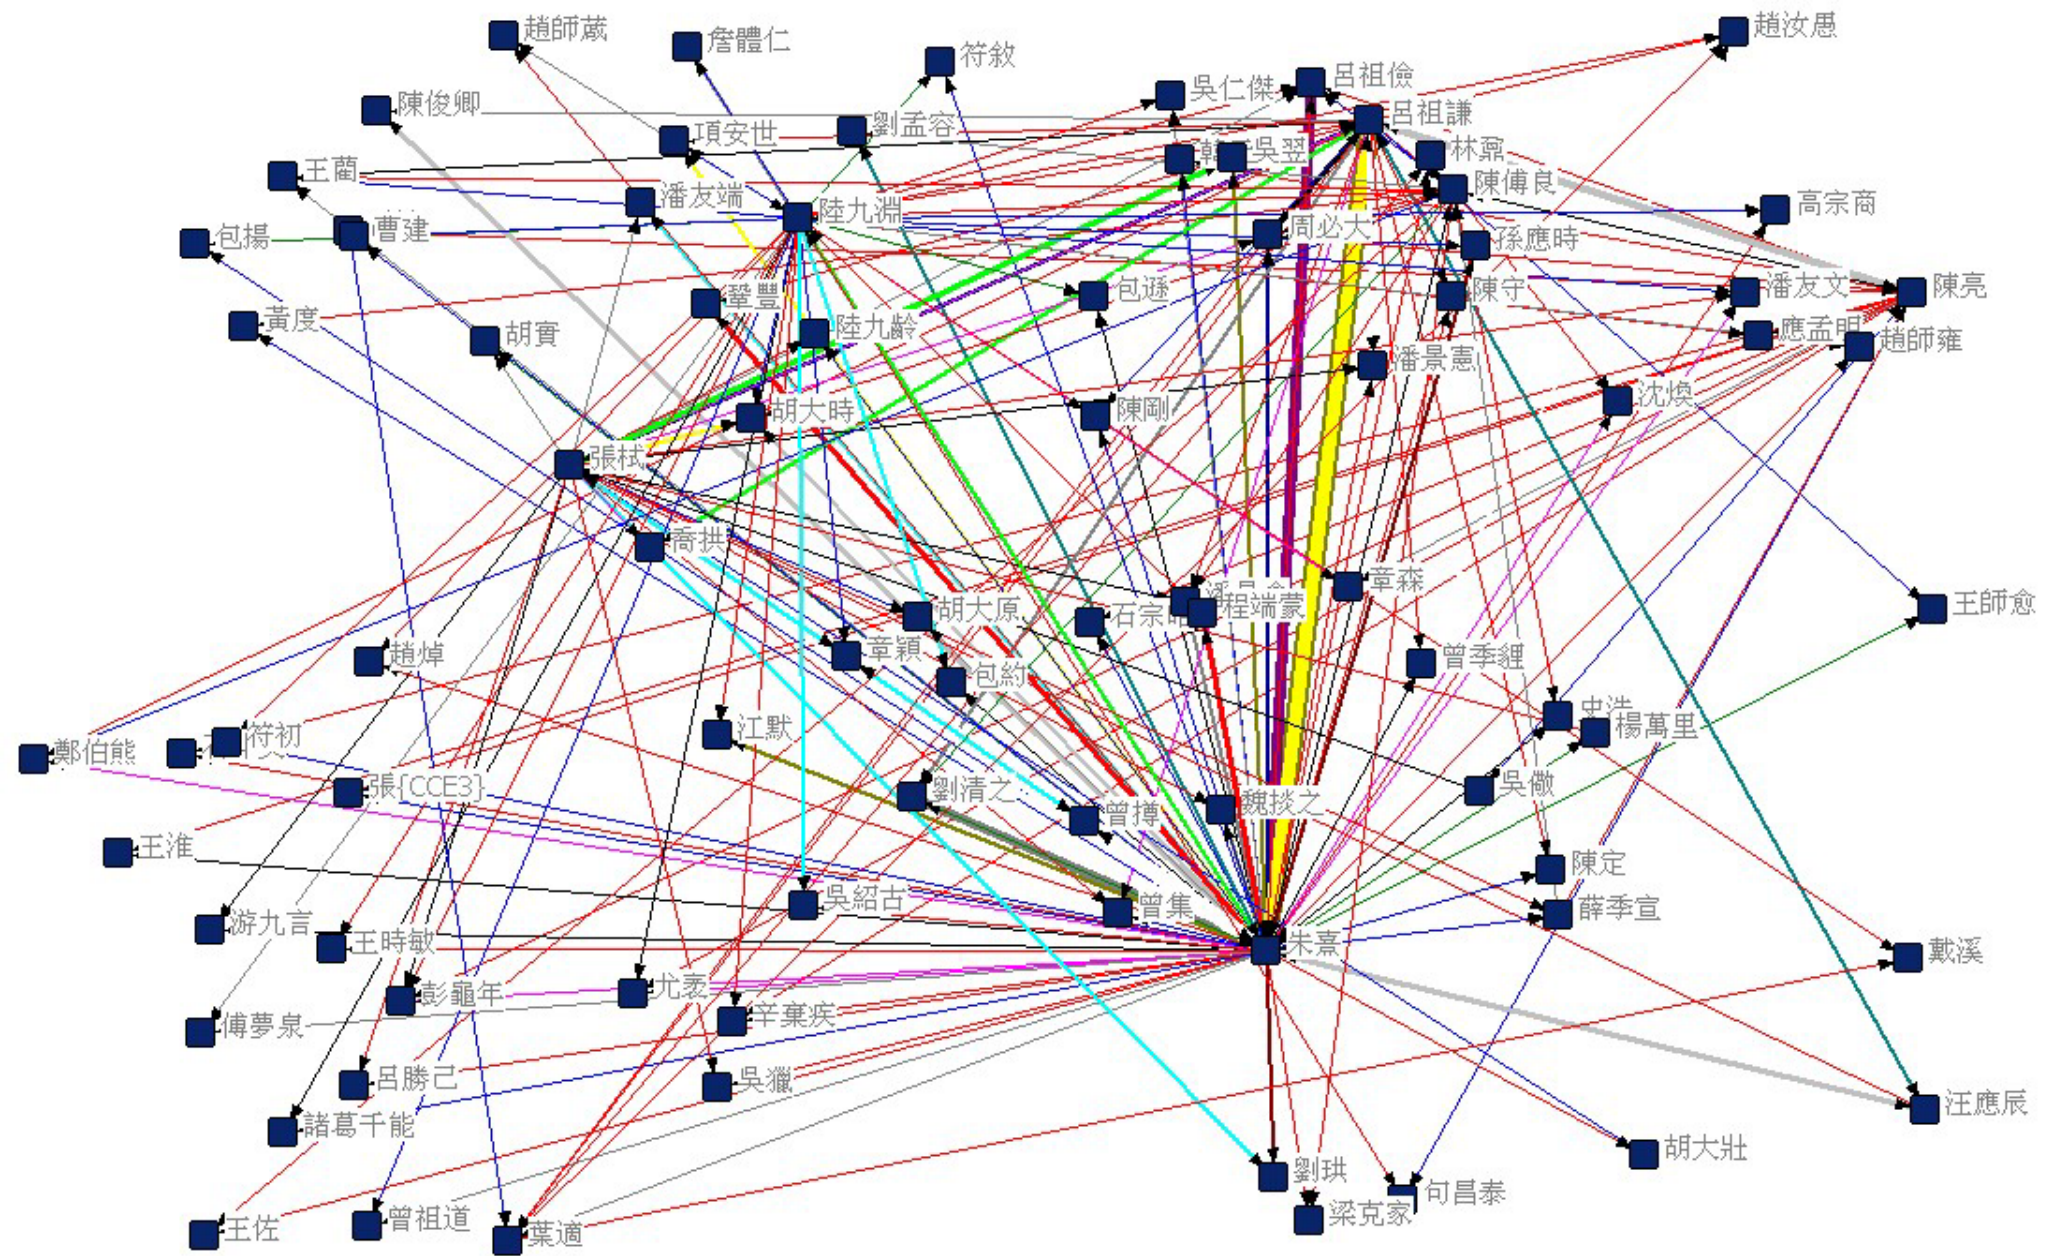 趙師蒧
詹體仁
符敘
趙汝愚
吳仁傑
呂祖儉
陳俊卿
呂祖謙
劉孟容
項安世
林鼐
吳翌
王藺
陳傅良
潘友端
陸九淵
高宗商
周必大
曹建
包揚
孫應時
包遜
陳守
潘友文
陳亮
鞏豐
黃度
陸九齡
胡實
趙師雍
潘景憲
沈煥
胡大時
陳剛
張栻
喬拱
章森
胡大原
程端蒙
王師愈
章穎
趙焯
曾季貍
包約
楊萬里
江默
符初
鄭伯熊
張{CCE3}
劉清之
吳儆
魏掞之
曾撙
王淮
陳定
吳紹古
曾集
薛季宣
游九言
王時敏
朱熹
戴溪
彭龜年
尤袤
辛棄疾
傅夢泉
呂勝己
吳獵
汪應辰
諸葛千能
胡大壯
劉珙
句昌泰
梁克家
曾祖道
王佐
葉適